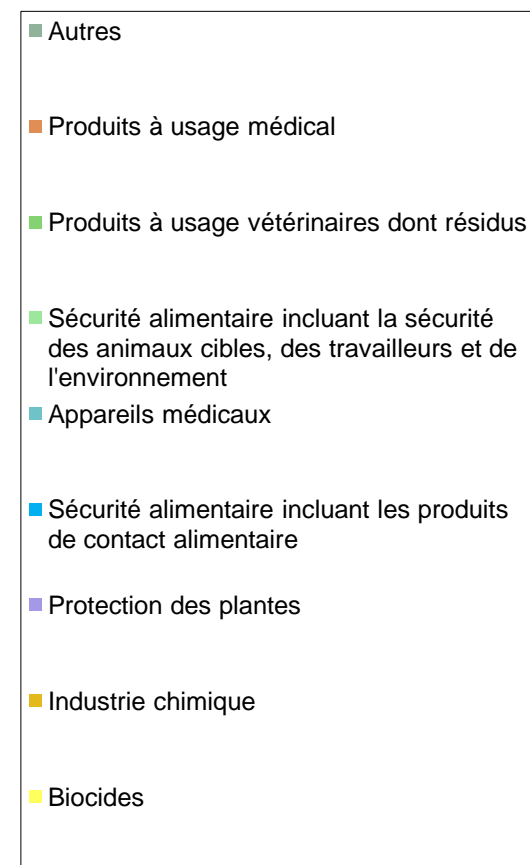 Autres
Produits à usage médical
Produits à usage vétérinaires dont résidus
Sécurité alimentaire incluant la sécurité
des animaux cibles, des travailleurs et de
l'environnement
Appareils médicaux
Sécurité alimentaire incluant les produits
de contact alimentaire
Protection des plantes
Industrie chimique
Biocides